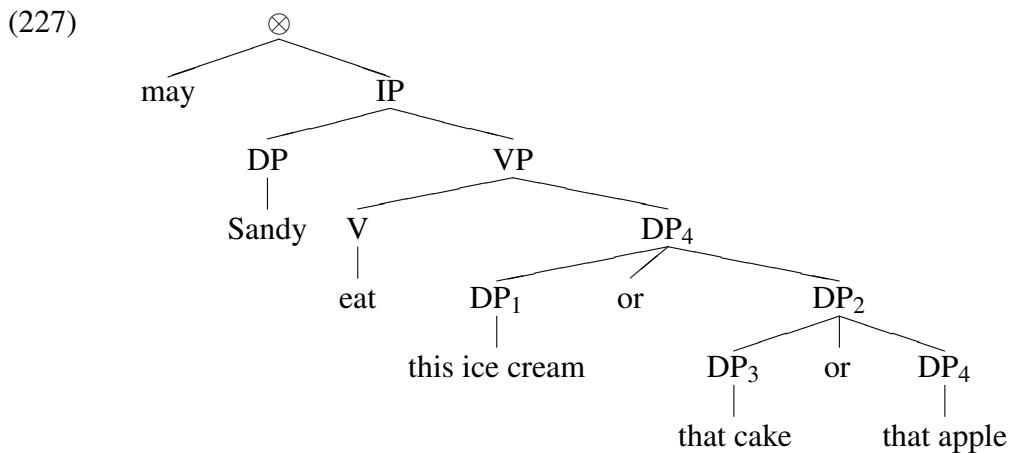 (227) ⊗
may IP
DP VP
Sandy V DP₄
eat DP₁ or DP₂
this ice cream DP₃ or DP₄
that cake that apple